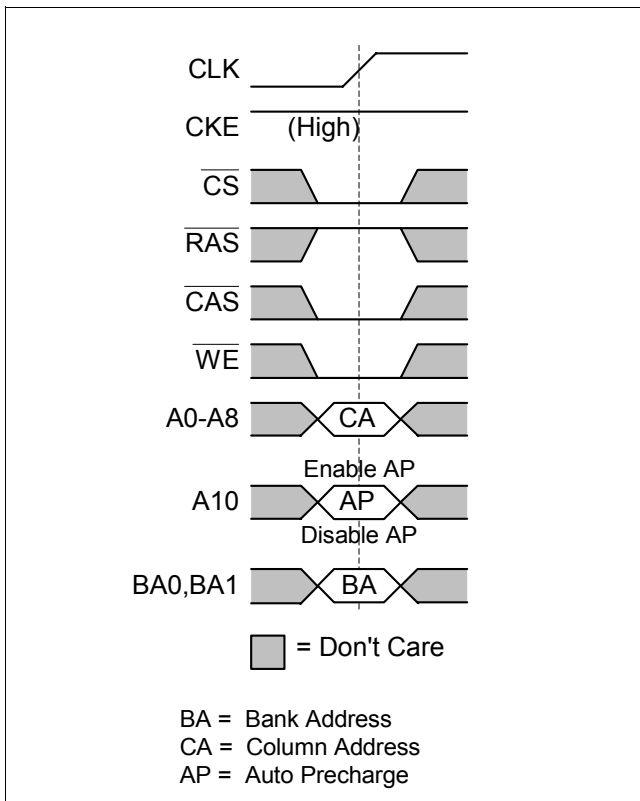 CLK
CKE (High)
CS
RAS
CAS
WE
A0-A8 CA
Enable AP
A10 AP
Disable AP
BA0,BA1 BA
= Don't Care
BA = Bank Address
CA = Column Address
AP = Auto Precharge